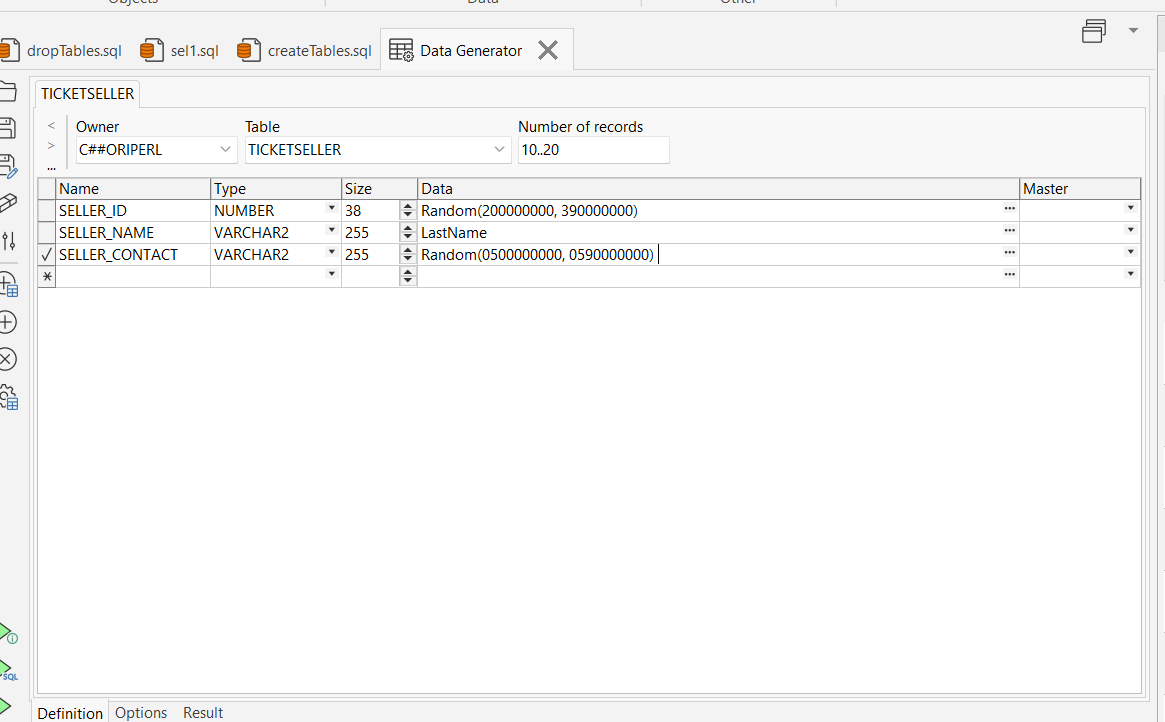 Objects Data Other
dropTables.sql sel1.sql createTables.sql Data Generator
TICKETSELLER
< Owner Table Number of records
> C##ORIPERL TICKETSELLER 10..20
...
Name Type Size Data Master
SELLER_ID NUMBER 38 Random(200000000, 390000000) ...
SELLER_NAME VARCHAR2 255 LastName ...
✓ SELLER_CONTACT VARCHAR2 255 Random(0500000000, 0590000000) ...
* ...
SQL
Definition Options Result